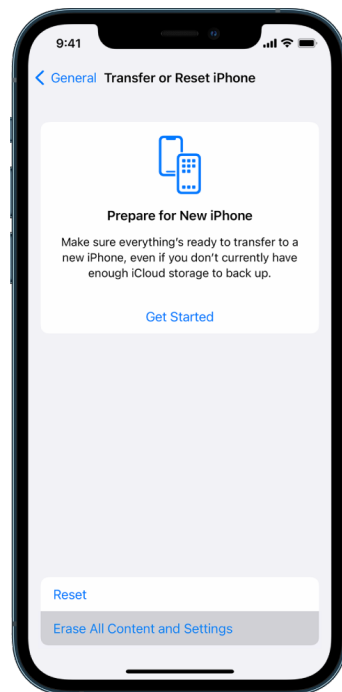 9:41
General Transfer or Reset iPhone
Prepare for New iPhone
Make sure everything's ready to transfer to a
new iPhone, even if you don't currently have
enough iCloud storage to back up.
Get Started
Reset
Erase All Content and Settings